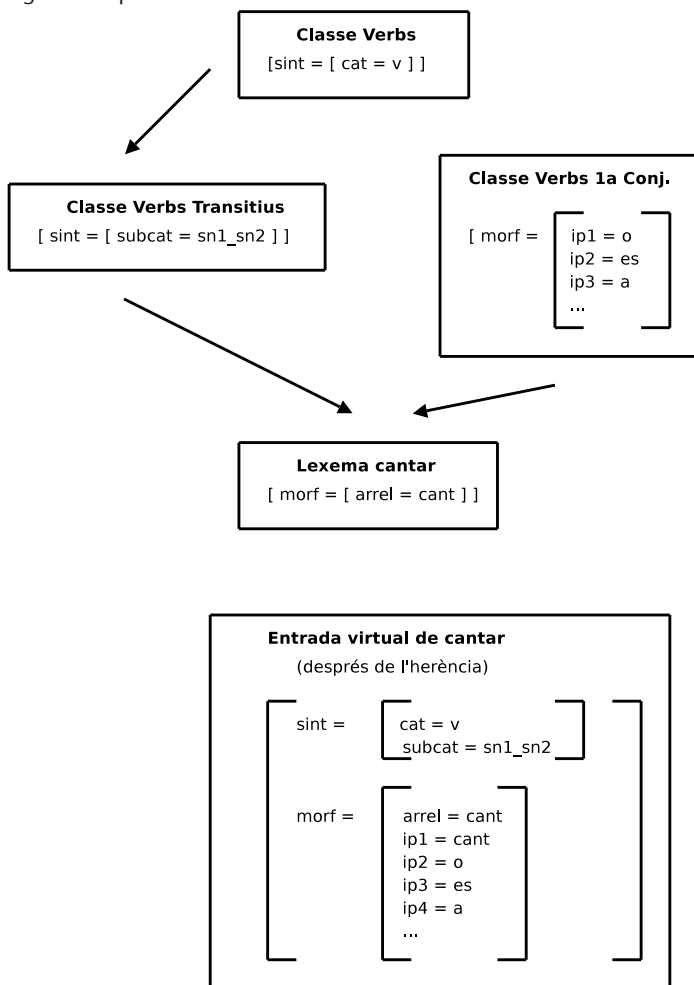 Classe Verbs
[sint = [ cat = v ] ]
Classe Verbs Transitius
[ sint = [ subcat = sn1_sn2 ] ]
Classe Verbs 1a Conj.
[ morf =
ip1 = o
ip2 = es
ip3 = a
...
Lexema cantar
[ morf = [ arrel = cant ] ]
Entrada virtual de cantar
(després de l'herència)
sint =
cat = v
subcat = sn1_sn2
morf =
arrel = cant
ip1 = cant
ip2 = o
ip3 = es
ip4 = a
...